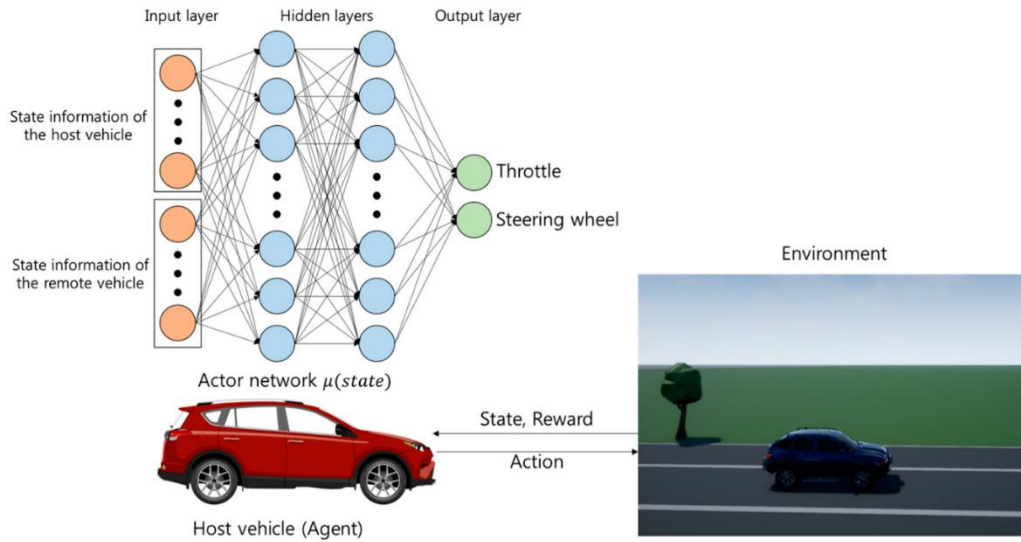 Input layer
Hidden layers
Output layer
State information of
the host vehicle
Throttle
Steering wheel
State information of
the remote vehicle
Environment
Actor network μ(state)
State, Reward
Action
Host vehicle (Agent)